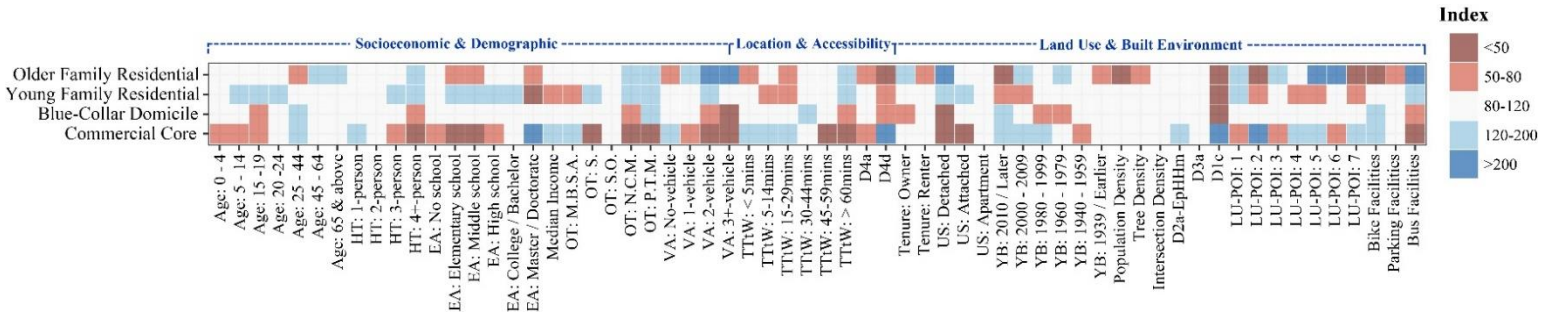 Index
<50
50-80
80-120
120-200
>200
Socioeconomic & Demographic
Location & Accessibility
Land Use & Built Environment
Older Family Residential
Young Family Residential
Blue-Collar Domicile
Commercial Core
Age: 0 - 4
Age: 5 - 14
Age: 15 -19
Age: 20 -24
Age: 25 - 44
Age: 45 - 64
Age: 65 & above
HT: 1-person
HT: 2-person
HT: 3-person
HT: 4+-person
EA: No school
EA: Elementary school
EA: Middle school
EA: High school
EA: College / Bachelor
EA: Master / Doctorate
Median Income
OT: M.B.S.A.
OT: S.
OT: S.O.
OT: N.C.M.
OT: P.T.M.
VA: No-vehicle
VA: 1-vehicle
VA: 2-vehicle
VA: 3+-vehicle
TTtW: < 5mins
TTtW: 5-14mins
TTtW: 15-29mins
TTtW: 30-44mins
TTtW: 45-59mins
TTtW: > 60mins
D4a
D4d
Tenure: Owner
Tenure: Renter
US: Detached
US: Attached
US: Apartment
YB: 2010 / Later
YB: 2000 - 2009
YB: 1980 - 1999
YB: 1960 - 1979
YB: 1940 - 1959
YB: 1939 / Earlier
Population Density
Tree Density
Intersection Density
D2a-EpHHm
D3a
D1c
LU-POI: 1
LU-POI: 2
LU-POI: 3
LU-POI: 4
LU-POI: 5
LU-POI: 6
LU-POI: 7
Bike Facilities
Parking Facilities
Bus Facilities